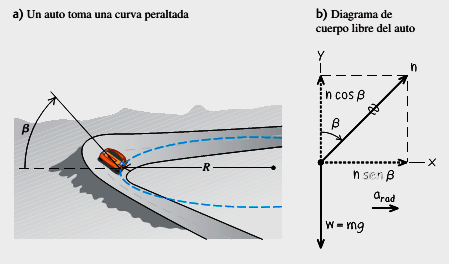 a) Un auto toma una curva peraltada
β
R
b) Diagrama de
cuerpo libre del auto
y
n
n cos β
β
x
n sen β
a_rad
w = mg